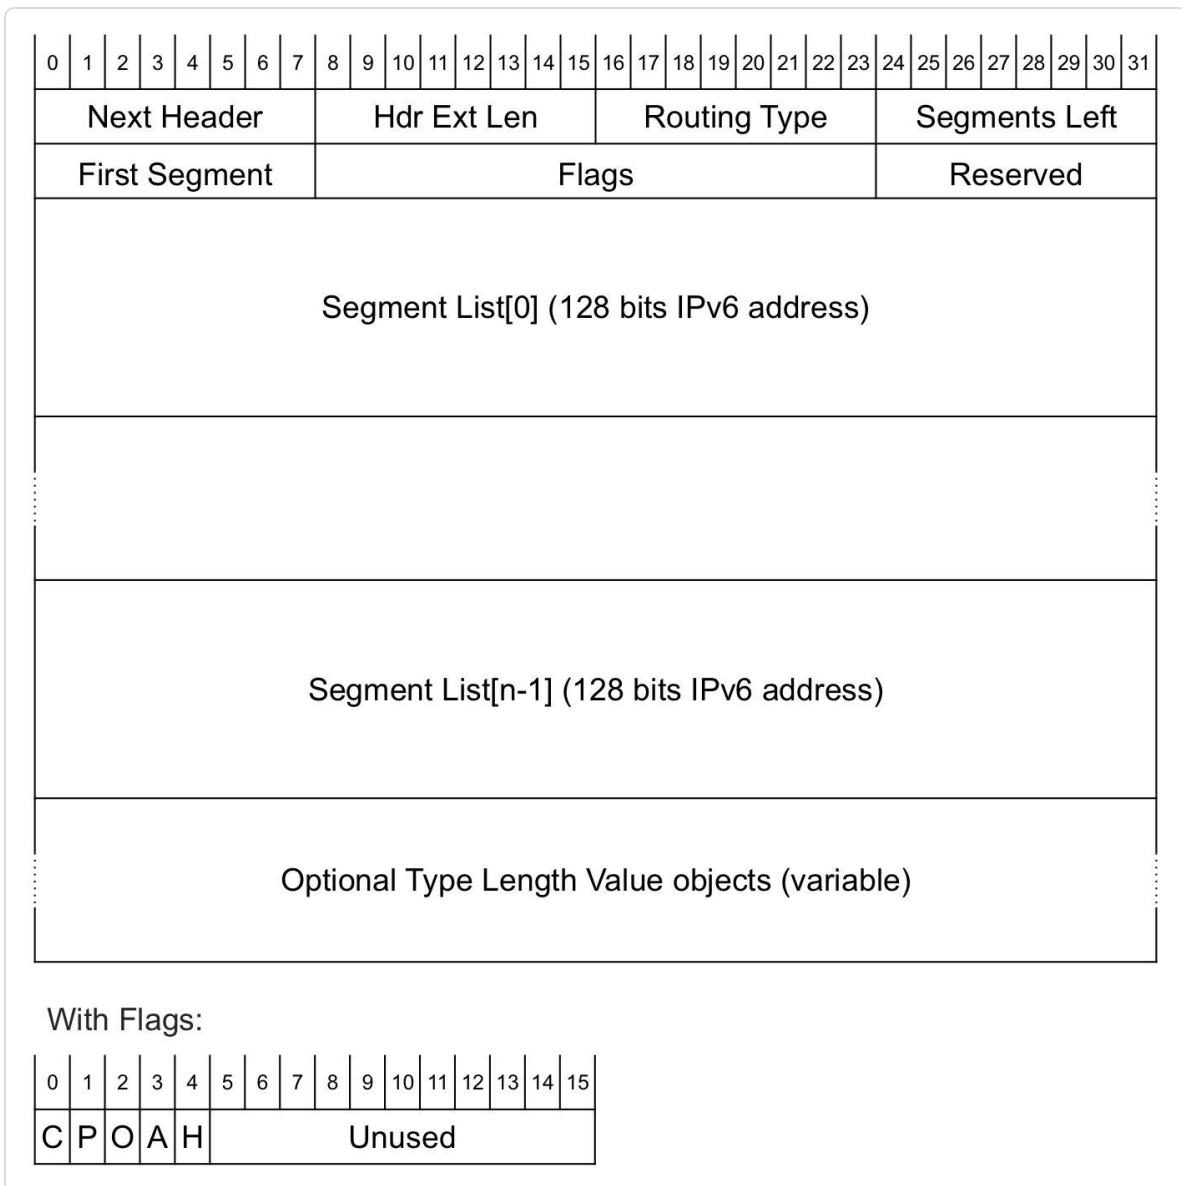 0 1 2 3 4 5 6 7 8 9 10 11 12 13 14 15 16 17 18 19 20 21 22 23 24 25 26 27 28 29 30 31
Next Header Hdr Ext Len Routing Type Segments Left
First Segment Flags Reserved
Segment List[0] (128 bits IPv6 address)
Segment List[n-1] (128 bits IPv6 address)
Optional Type Length Value objects (variable)
With Flags:
0 1 2 3 4 5 6 7 8 9 10 11 12 13 14 15
C P O A H Unused